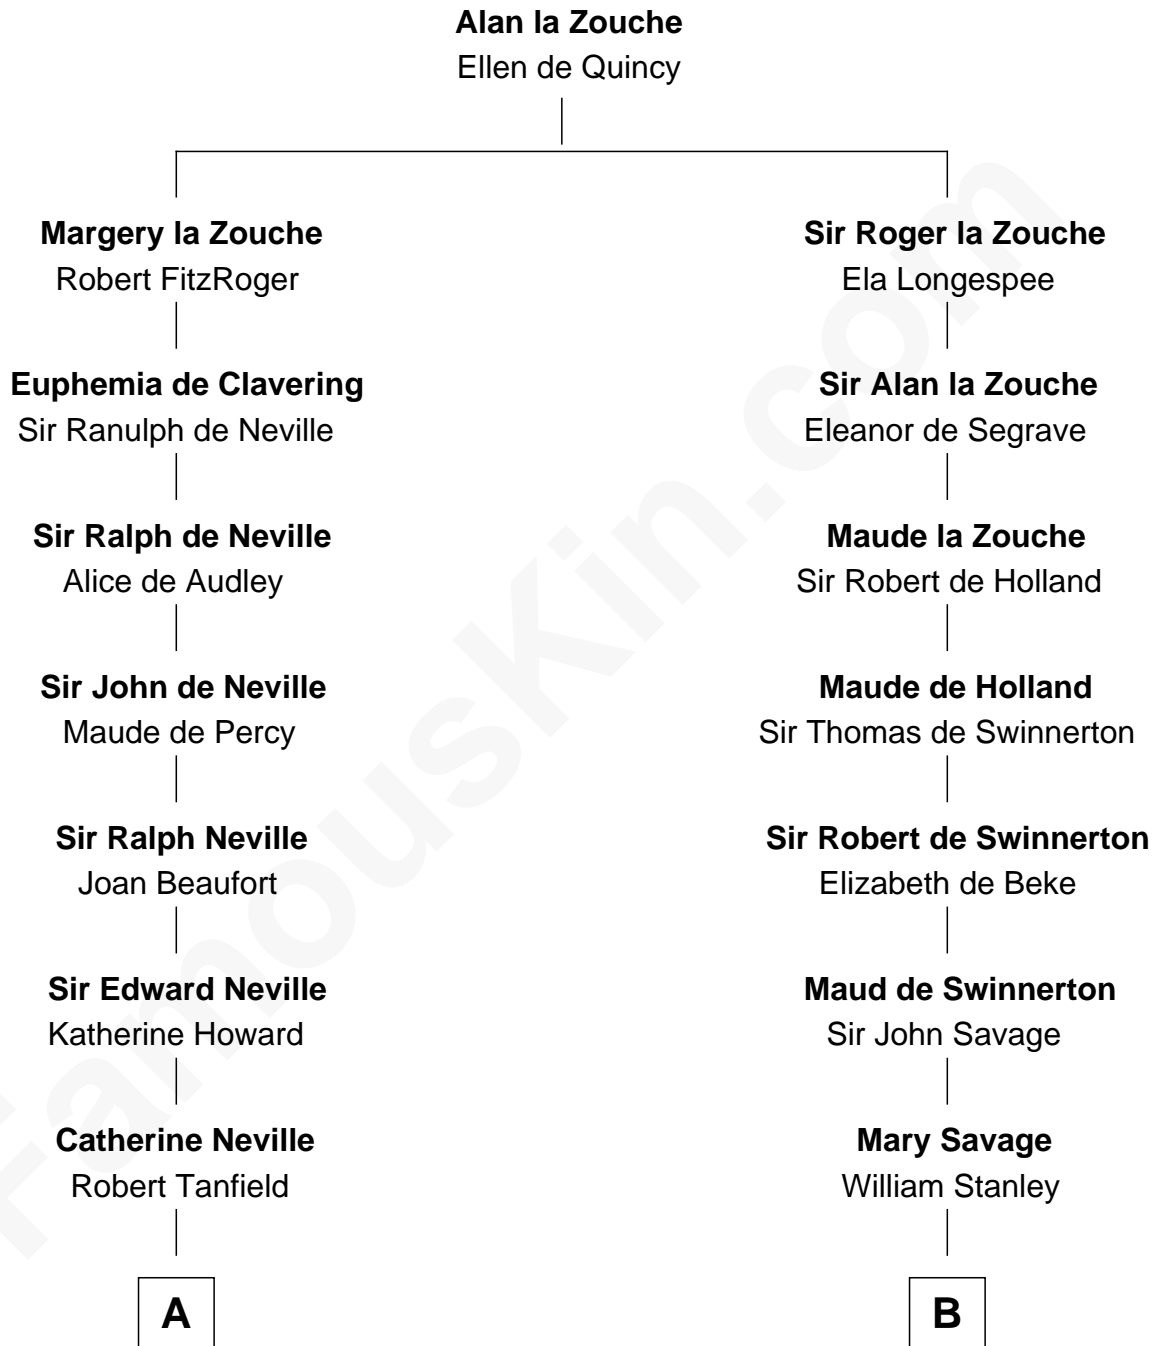 Alan la Zouche
Ellen de Quincy
Margery la Zouche
Robert FitzRoger
Sir Roger la Zouche
Ela Longespee
Euphemia de Clavering
Sir Ranulph de Neville
Sir Alan la Zouche
Eleanor de Segrave
Sir Ralph de Neville
Alice de Audley
Maude la Zouche
Sir Robert de Holland
Sir John de Neville
Maude de Percy
Maude de Holland
Sir Thomas de Swinnerton
Sir Ralph Neville
Joan Beaufort
Sir Robert de Swinnerton
Elizabeth de Beke
Sir Edward Neville
Katherine Howard
Maud de Swinnerton
Sir John Savage
Catherine Neville
Robert Tanfield
Mary Savage
William Stanley
A
B
FamousKin.com